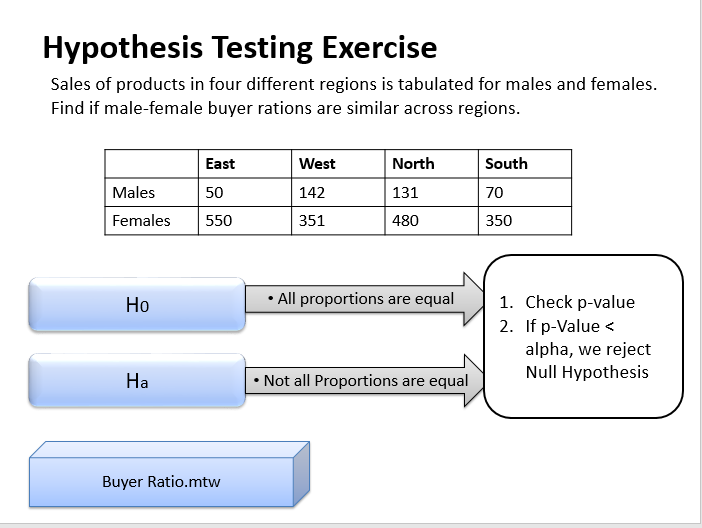 Hypothesis Testing Exercise
Sales of products in four different regions is tabulated for males and females.
Find if male-female buyer rations are similar across regions.
East West North South
Males 50 142 131 70
Females 550 351 480 350
H0
• All proportions are equal
Ha
• Not all Proportions are equal
1. Check p-value
2. If p-Value <
alpha, we reject
Null Hypothesis
Buyer Ratio.mtw